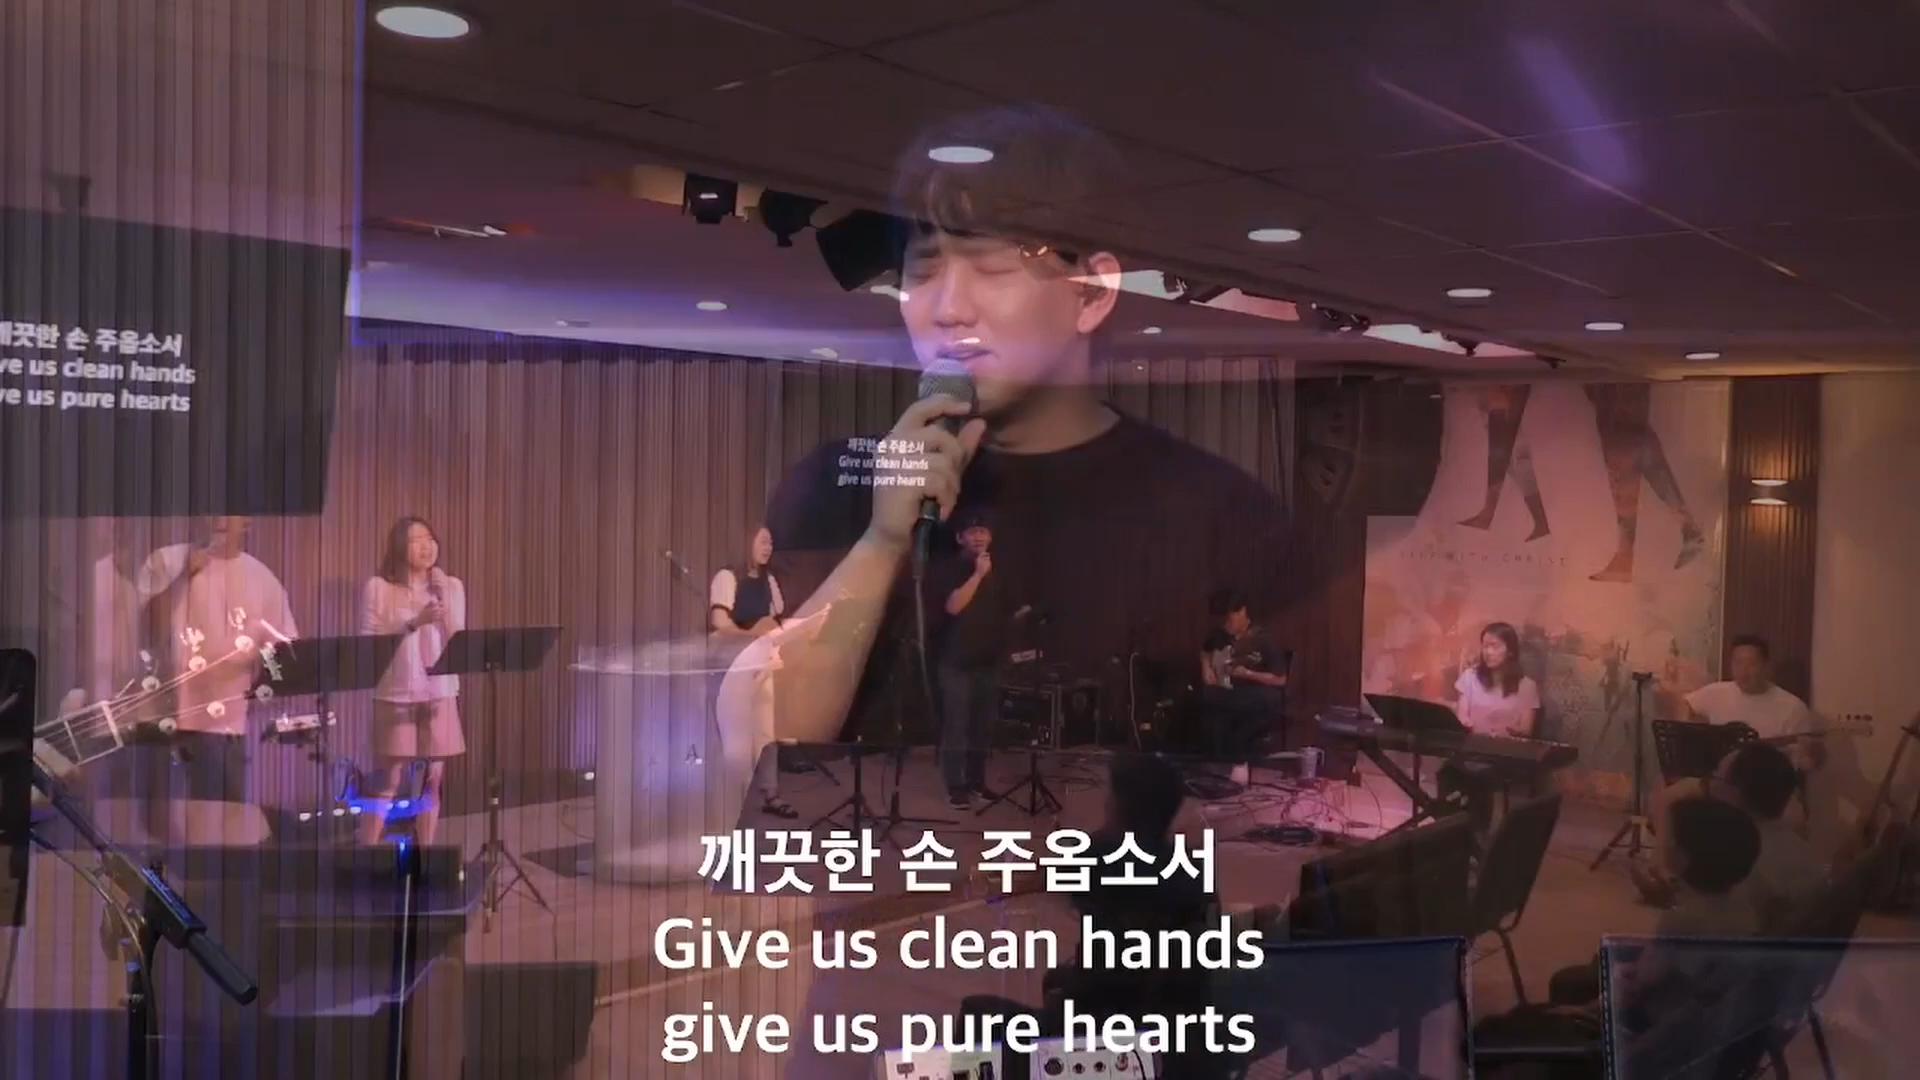 깨끗한 손 주옵소서
ve us clean hands
ve us pure hearts
깨끗한 손 주옵소서
Give us clean hands
give us pure hearts
WITH CHRIST
깨끗한 손 주옵소서
Give us clean hands
give us pure hearts